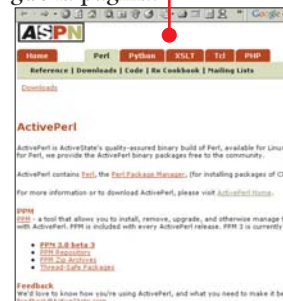 Google
ASPN
Home Perl Python XSLT Tcl PHP
Reference | Downloads | Code | Rx Cookbook | Mailing Lists
Downloads
ActivePerl
ActivePerl is ActiveState's quality-assured binary build of Perl, available for Linux
for Perl, we provide the ActivePerl binary packages free to the community.
ActivePerl contains Perl, the Perl Package Manager, (for installing packages of C
For more information or to download ActivePerl, please visit ActivePerl Home.
PPM
PPM - a tool that allows you to install, remove, upgrade, and otherwise manage
with ActivePerl. PPM is included with every ActivePerl release. PPM 3 is currently
PPM 3.0 beta 3
PPM Repositories
PPM Zip Archives
Thread-Safe Packages
Feedback
We'd love to know how you're using ActivePerl, and what you need to make it be